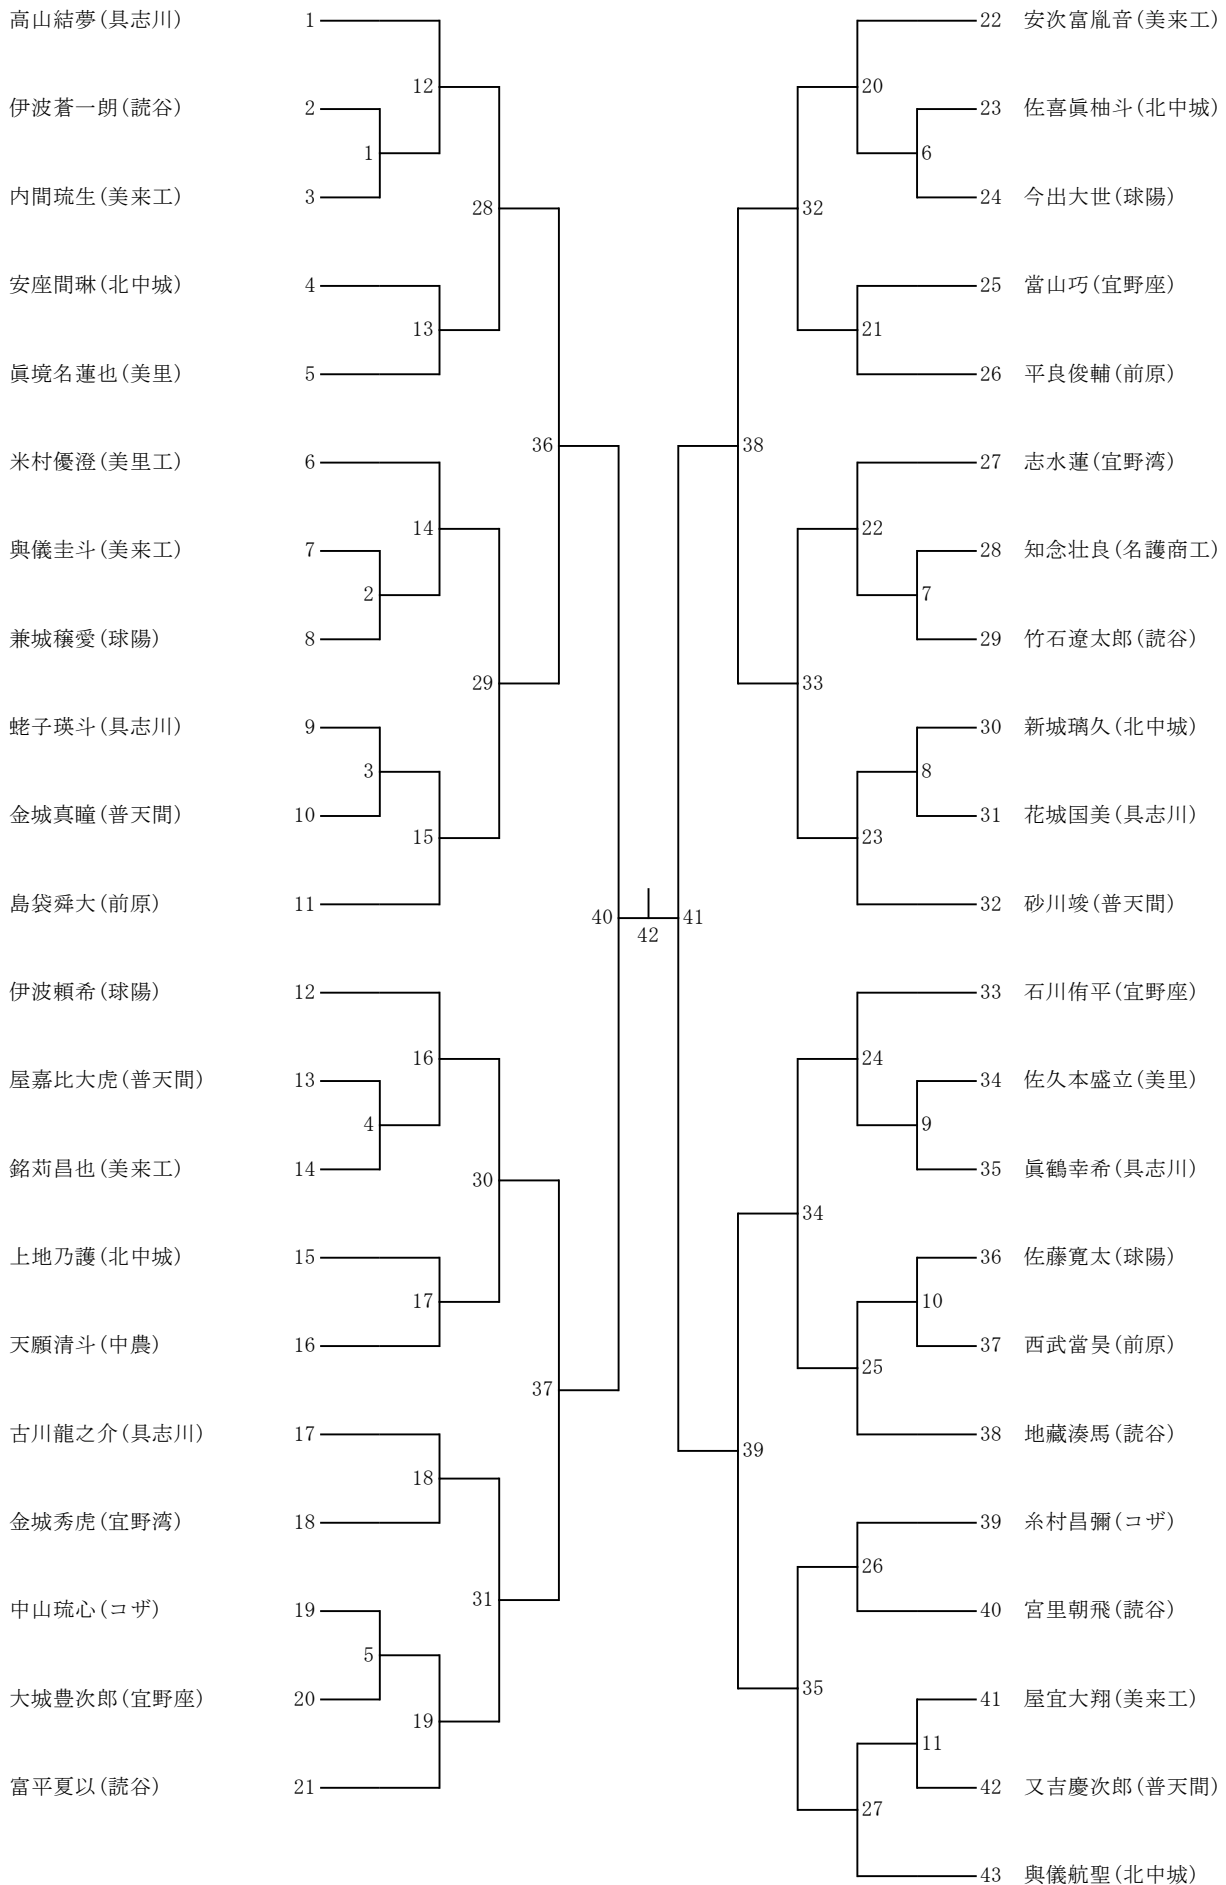 高山結夢(具志川) 1
12
伊波蒼一朗(読谷) 2
1
内間琉生(美来工) 3
28
安座間琳(北中城) 4
13
眞境名蓮也(美里) 5
36
米村優澄(美里工) 6
14
與儀圭斗(美来工) 7
2
兼城穣愛(球陽) 8
29
蛯子瑛斗(具志川) 9
3
金城真瞳(普天間) 10
15
島袋舜大(前原) 11
40
42
伊波頼希(球陽) 12
16
屋嘉比大虎(普天間) 13
4
銘苅昌也(美来工) 14
30
上地乃護(北中城) 15
17
天願清斗(中農) 16
37
古川龍之介(具志川) 17
18
金城秀虎(宜野湾) 18
31
中山琉心(コザ) 19
5
大城豊次郎(宜野座) 20
19
富平夏以(読谷) 21
22 安次富胤音(美来工)
20
23 佐喜眞柚斗(北中城)
6
24 今出大世(球陽)
32
25 當山巧(宜野座)
21
26 平良俊輔(前原)
38
27 志水蓮(宜野湾)
22
28 知念壮良(名護商工)
7
29 竹石遼太郎(読谷)
33
30 新城璃久(北中城)
8
31 花城国美(具志川)
23
32 砂川竣(普天間)
41
33 石川侑平(宜野座)
24
34 佐久本盛立(美里)
9
35 眞鶴幸希(具志川)
34
36 佐藤寛太(球陽)
10
37 西武當昊(前原)
25
38 地藏湊馬(読谷)
39
39 糸村昌彌(コザ)
26
40 宮里朝飛(読谷)
35
41 屋宜大翔(美来工)
11
42 又吉慶次郎(普天間)
27
43 與儀航聖(北中城)